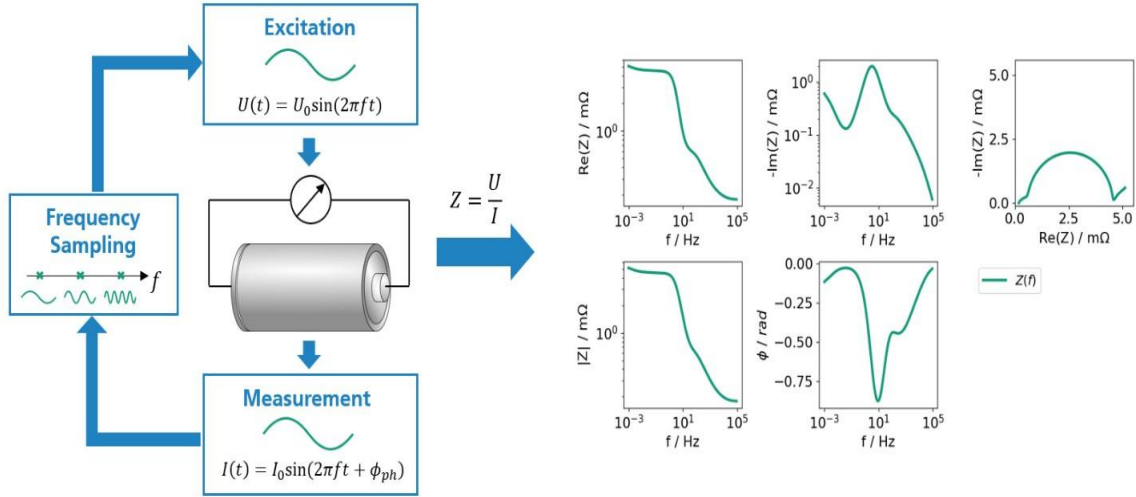 Excitation
U(t) = U₀sin(2πft)
Frequency
Sampling
f
Z = U/I
Measurement
I(t) = I₀sin(2πft + ϕₚₕ)
Re(Z) / mΩ
10⁰
10⁻³
10¹
10⁵
f / Hz
-Im(Z) / mΩ
10⁰
10⁻¹
10⁻²
10⁻³
10¹
10⁵
f / Hz
-Im(Z) / mΩ
5.0
2.5
0.0
0.0
2.5
5.0
Re(Z) / mΩ
|Z| / mΩ
10⁰
10⁻³
10¹
10⁵
f / Hz
ϕ / rad
0.00
−0.25
−0.50
−0.75
10⁻³
10¹
10⁵
f / Hz
Z(f)